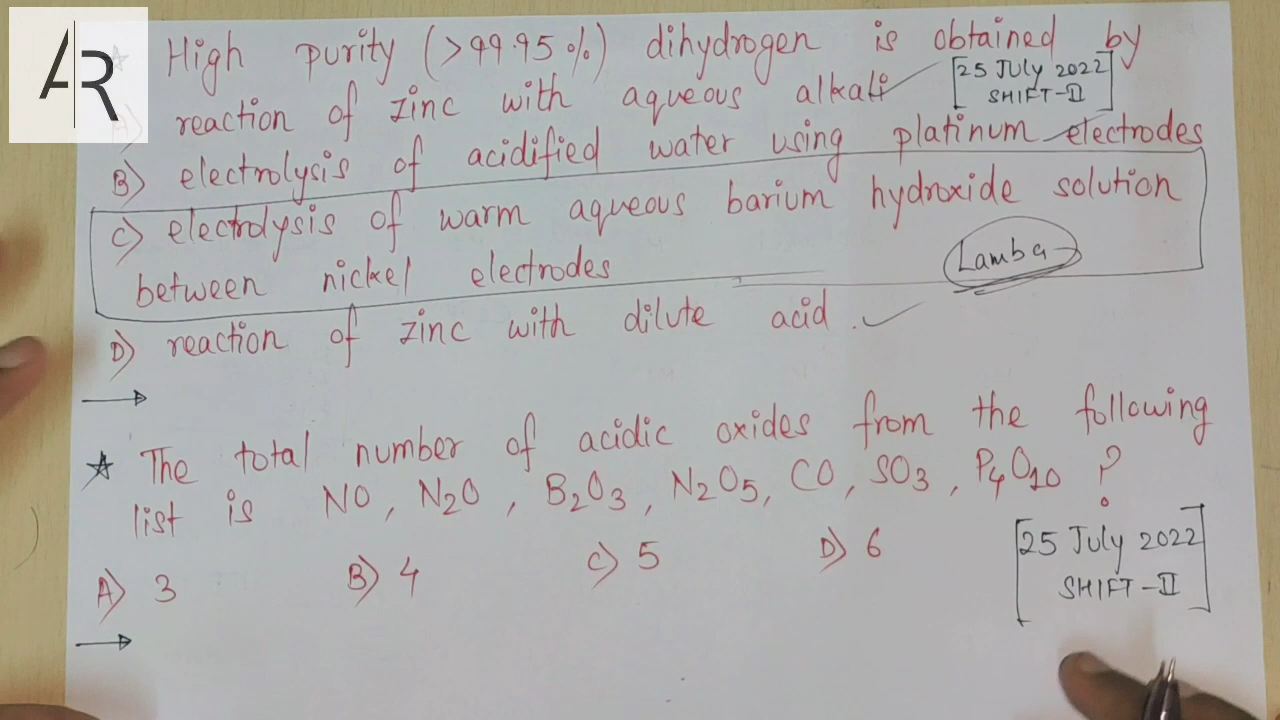 AR
★ High purity (>99.95%) dihydrogen is obtained by
[25 JULY 2022
SHIFT-II]
A) reaction of zinc with aqueous alkali
B) electrolysis of acidified water using platinum electrodes
C) electrolysis of warm aqueous barium hydroxide solution
between nickel electrodes
Lamba
D) reaction of zinc with dilute acid.
→
★ The total number of acidic oxides from the following
list is NO, N2O, B2O3, N2O5, CO, SO3, P4O10 ?
[25 July 2022
SHIFT-II]
A) 3 B) 4 C) 5 D) 6
→